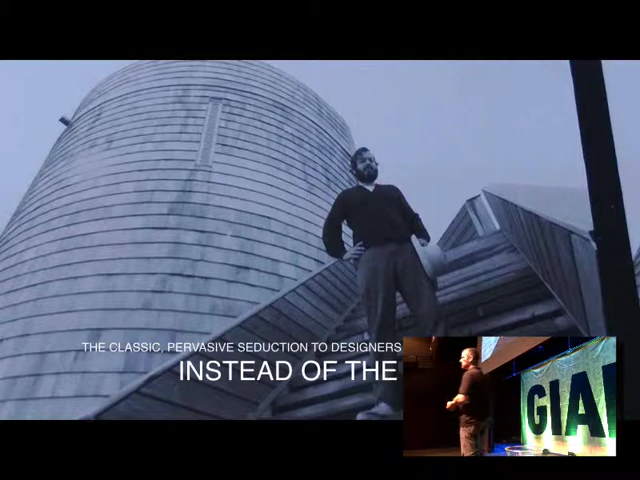 THE CLASSIC, PERVASIVE SEDUCTION TO DESIGNERS
INSTEAD OF THE
GIA